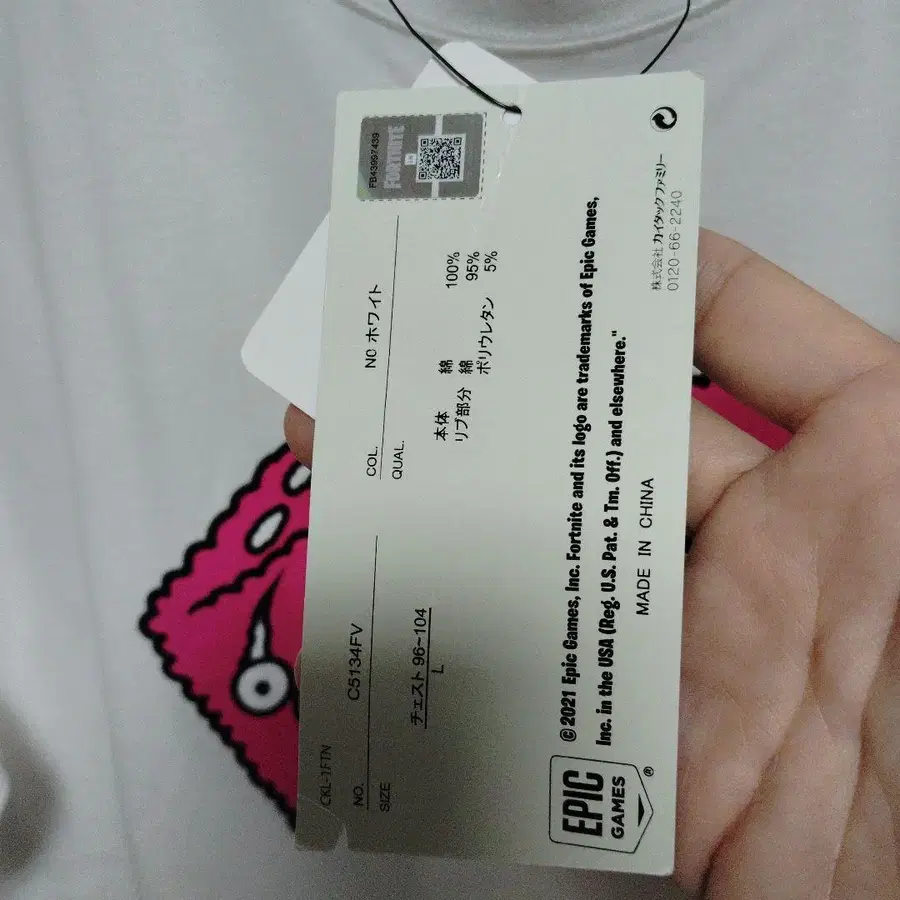 FB43997439
FORTNITE
CKL-1FTN
NO. C5134FV
COL. N0 ホワイト
SIZE チェスト 96~104
L
QUAL.
本体 綿 100%
リブ部分 綿 95%
ポリウレタン 5%
© 2021 Epic Games, Inc. Fortnite and its logo are trademarks of Epic Games,
Inc. in the USA (Reg. U.S. Pat. & Tm. Off.) and elsewhere."
MADE IN CHINA
EPIC
GAMES
®
株式会社 カイタックファミリー
0120-66-2240